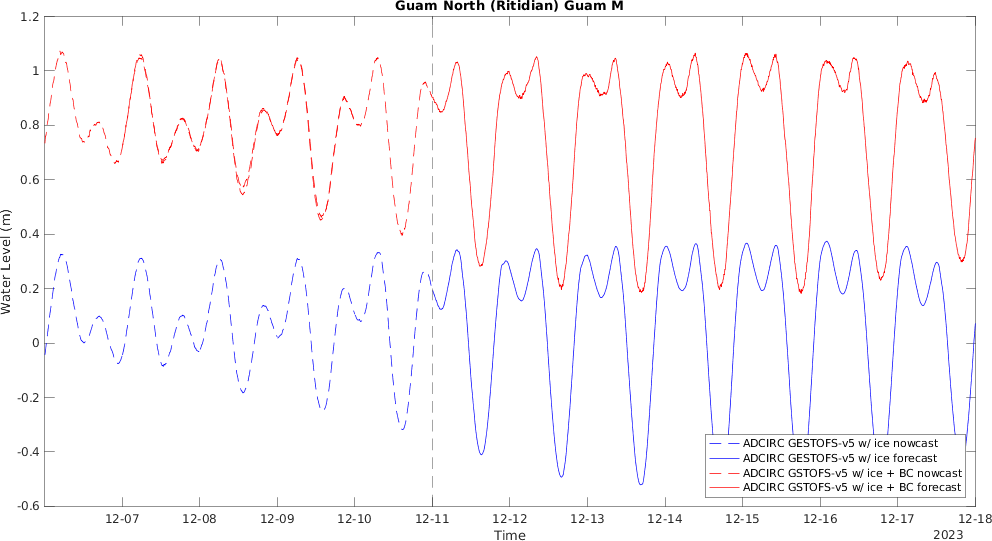 Guam North (Ritidian) Guam M
1.2
1
0.8
0.6
0.4
0.2
0
-0.2
-0.4
-0.6
Water Level (m)
ADCIRC GESTOFS-v5 w/ ice nowcast
ADCIRC GESTOFS-v5 w/ ice forecast
ADCIRC GSTOFS-v5 w/ ice + BC nowcast
ADCIRC GSTOFS-v5 w/ ice + BC forecast
12-07 12-08 12-09 12-10 12-11 12-12 12-13 12-14 12-15 12-16 12-17 12-18
Time
2023